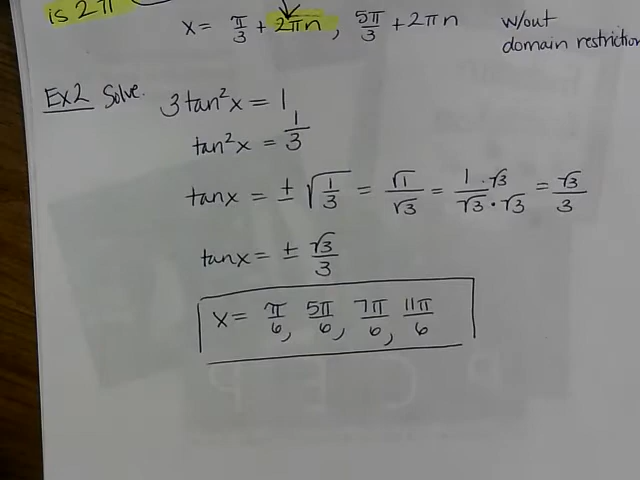 is 2π
x = π/3 + 2πn, 5π/3 + 2πn w/out
domain restriction
Ex2 Solve. 3tan²x = 1
tan²x = 1/3
tanx = ± √(1/3) = √1/√3 = 1·√3/√3·√3 = √3/3
tanx = ± √3/3
x = π/6, 5π/6, 7π/6, 11π/6